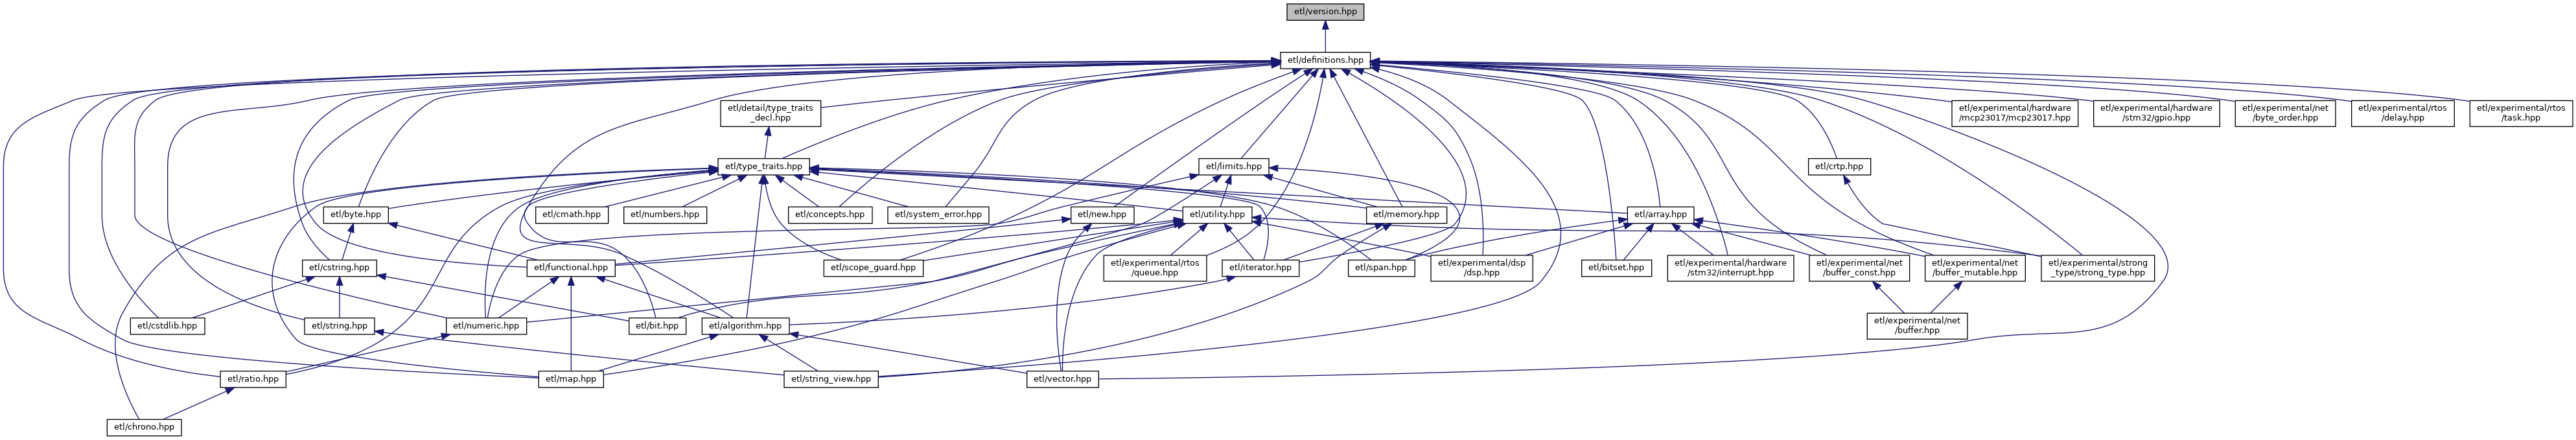 etl/version.hpp
etl/definitions.hpp
etl/detail/type_traits
_decl.hpp
etl/experimental/hardware
/mcp23017/mcp23017.hpp
etl/experimental/hardware
/stm32/gpio.hpp
etl/experimental/net
/byte_order.hpp
etl/experimental/rtos
/delay.hpp
etl/experimental/rtos
/task.hpp
etl/type_traits.hpp
etl/limits.hpp
etl/crtp.hpp
etl/byte.hpp
etl/cmath.hpp
etl/numbers.hpp
etl/concepts.hpp
etl/system_error.hpp
etl/new.hpp
etl/utility.hpp
etl/memory.hpp
etl/array.hpp
etl/cstring.hpp
etl/functional.hpp
etl/scope_guard.hpp
etl/experimental/rtos
/queue.hpp
etl/iterator.hpp
etl/span.hpp
etl/experimental/dsp
/dsp.hpp
etl/bitset.hpp
etl/experimental/hardware
/stm32/interrupt.hpp
etl/experimental/net
/buffer_const.hpp
etl/experimental/net
/buffer_mutable.hpp
etl/experimental/strong
_type/strong_type.hpp
etl/cstdlib.hpp
etl/string.hpp
etl/numeric.hpp
etl/bit.hpp
etl/algorithm.hpp
etl/experimental/net
/buffer.hpp
etl/ratio.hpp
etl/map.hpp
etl/string_view.hpp
etl/vector.hpp
etl/chrono.hpp